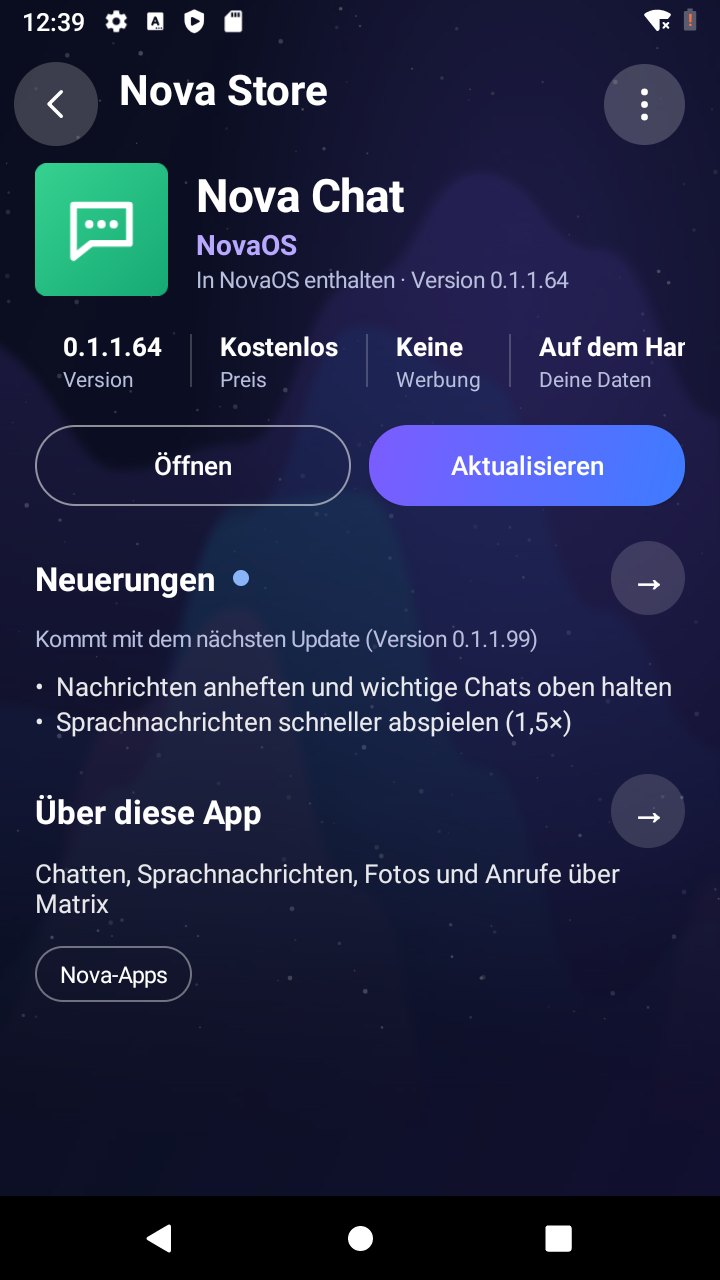 12:39
Nova Store
Nova Chat
NovaOS
In NovaOS enthalten · Version 0.1.1.64
0.1.1.64
Version
Kostenlos
Preis
Keine
Werbung
Auf dem Har
Deine Daten
Öffnen
Aktualisieren
Neuerungen
→
Kommt mit dem nächsten Update (Version 0.1.1.99)
• Nachrichten anheften und wichtige Chats oben halten
• Sprachnachrichten schneller abspielen (1,5×)
Über diese App
→
Chatten, Sprachnachrichten, Fotos und Anrufe über
Matrix
Nova-Apps